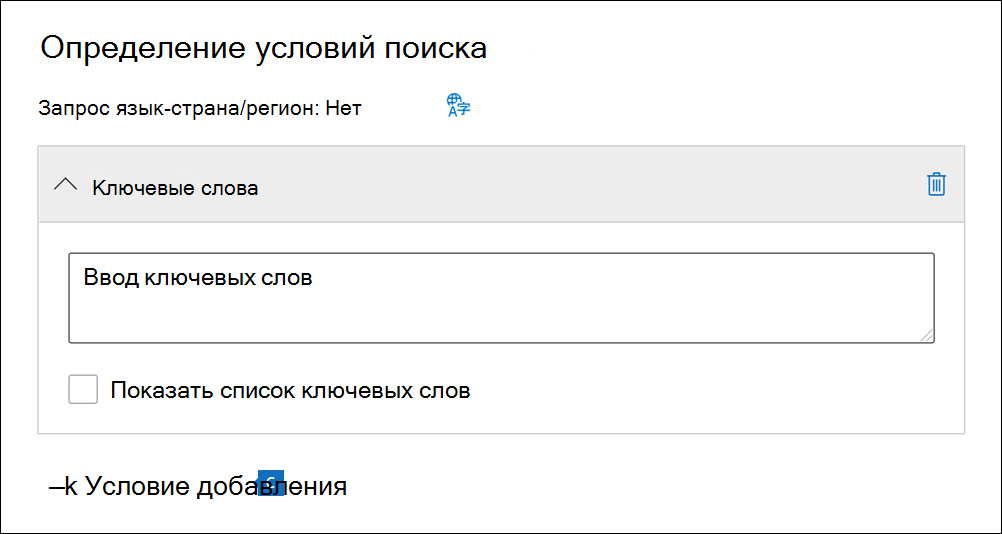 Определение условий поиска
Запрос язык-страна/регион: Нет
Ключевые слова
Ввод ключевых слов
Показать список ключевых слов
—k Условие добавления